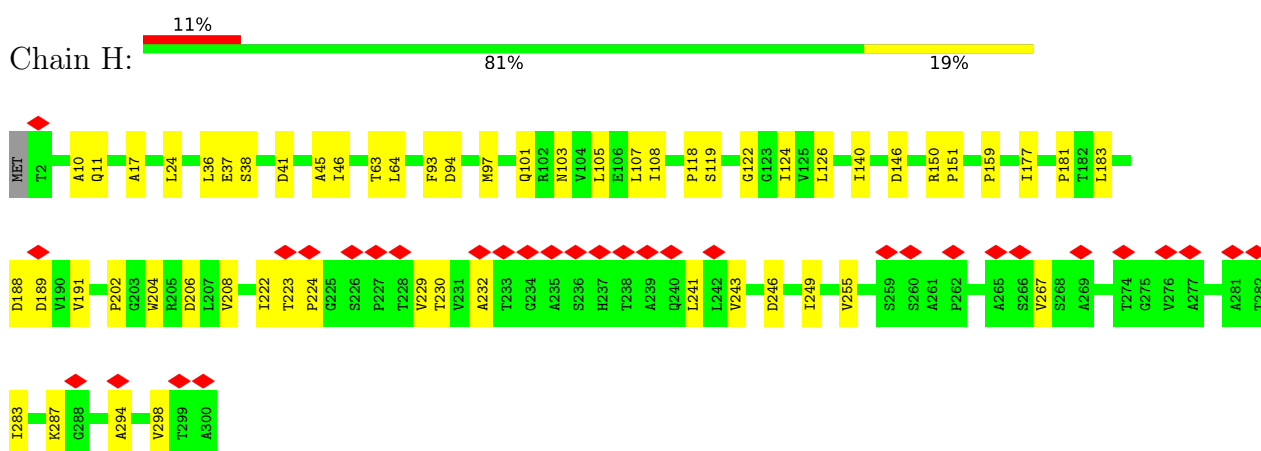 11%
Chain H:
81% 19%
MET T2 A10 Q11 A17 L24 L36 E37 S38 D41 A45 I46 T63 L64 F93 D94 M97 Q101 R102 N103 V104 L105 E106 L107 I108 P118 S119 G122 G123 I124 V125 L126 I140 D146 R150 P151 P159 I177 P181 T182 L183
D188 D189 V190 V191 P202 G203 W204 R205 D206 L207 V208 I222 T223 P224 G225 S226 P227 T228 V229 T230 V231 A232 T233 G234 A235 S236 H237 T238 A239 Q240 L241 L242 V243 D246 I249 V255 S259 S260 A261 P262 A265 S266 V267 S268 A269 T274 G275 V276 A277 A281 T282
I283 K287 G288 A294 V298 T299 A300